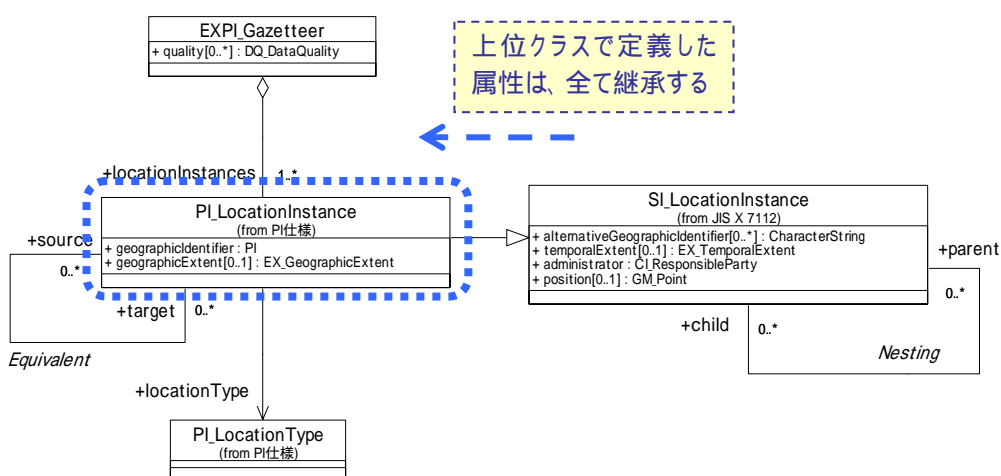 EXPI_Gazetteer
+ quality[0..*] : DQ_DataQuality
上位クラスで定義した
属性は、全て継承する
+locationInstances
1..*
PI_LocationInstance
(from PI仕様)
+ geographicIdentifier : PI
+ geographicExtent[0..1] : EX_GeographicExtent
SI_LocationInstance
(from JIS X 7112)
+ alternativeGeographicIdentifier[0..*] : CharacterString
+ temporalExtent[0..1] : EX_TemporalExtent
+ administrator : CI_ResponsibleParty
+ position[0..1] : GM_Point
+source
0..*
+parent
0..*
+target
0..*
+child
0..*
Equivalent
Nesting
+locationType
PI_LocationType
(from PI仕様)